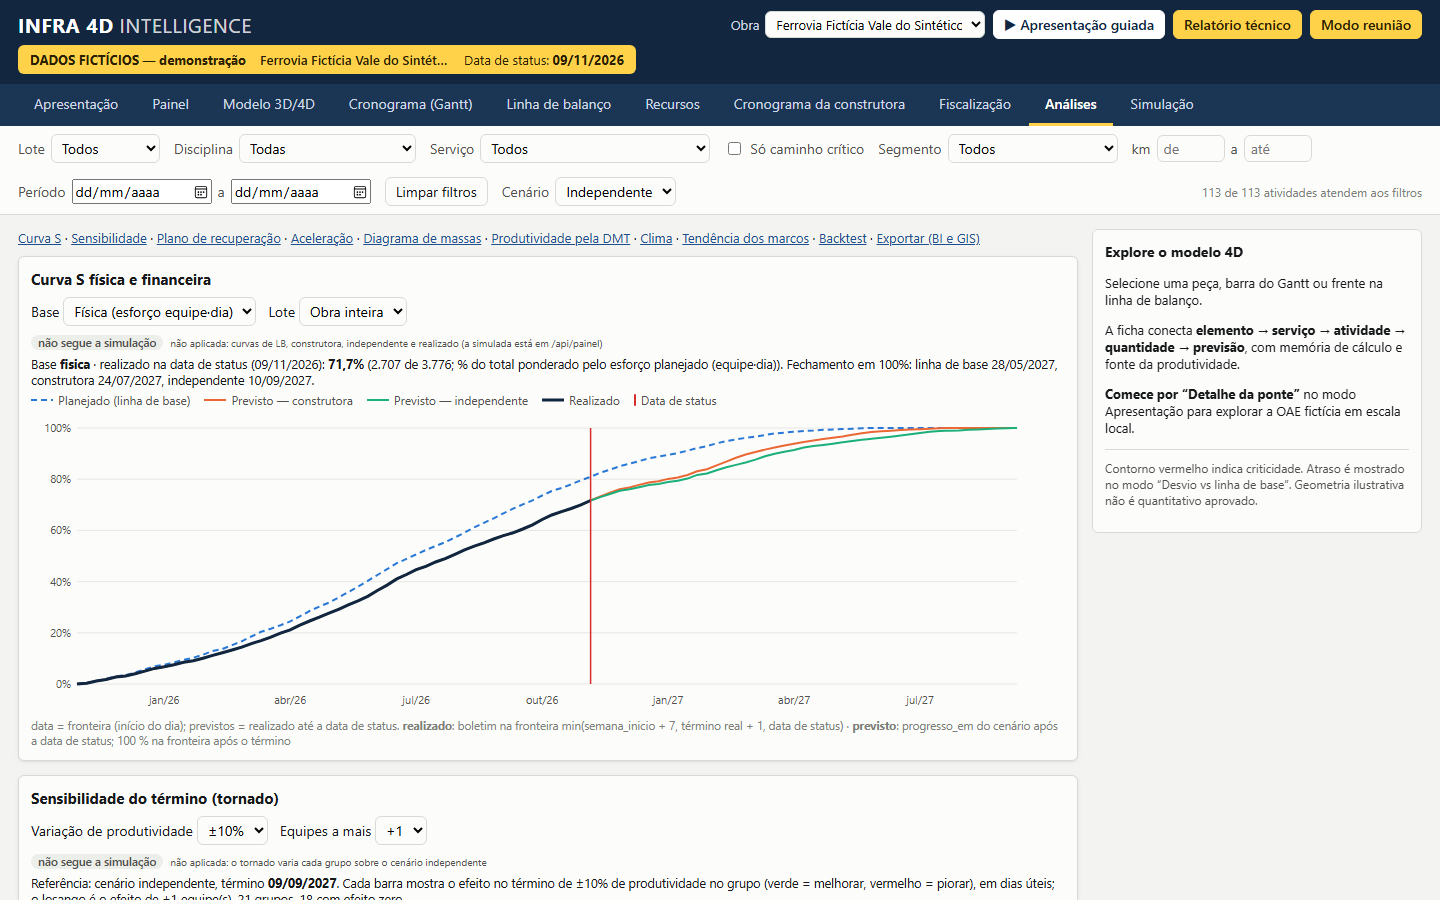 INFRA 4D INTELLIGENCE
Obra Ferrovia Fictícia Vale do Sintético ▶ Apresentação guiada Relatório técnico Modo reunião
DADOS FICTÍCIOS — demonstração Ferrovia Fictícia Vale do Sintét... Data de status: 09/11/2026
Apresentação Painel Modelo 3D/4D Cronograma (Gantt) Linha de balanço Recursos Cronograma da construtora Fiscalização Análises Simulação
Lote Todos Disciplina Todas Serviço Todos Só caminho crítico Segmento Todos km de a até
Período dd/mm/aaaa a dd/mm/aaaa Limpar filtros Cenário Independente 113 de 113 atividades atendem aos filtros
Curva S · Sensibilidade · Plano de recuperação · Aceleração · Diagrama de massas · Produtividade pela DMT · Clima · Tendência dos marcos · Backtest · Exportar (BI e GIS)
Curva S física e financeira
Base Física (esforço equipe·dia) Lote Obra inteira
não segue a simulação não aplicada: curvas de LB, construtora, independente e realizado (a simulada está em /api/painel)
Base física · realizado na data de status (09/11/2026): 71,7% (2.707 de 3.776; % do total ponderado pelo esforço planejado (equipe·dia)). Fechamento em 100%: linha de base 28/05/2027,
construtora 24/07/2027, independente 10/09/2027.
Planejado (linha de base) Previsto — construtora Previsto — independente Realizado Data de status
100%
80%
60%
40%
20%
0%
jan/26 abr/26 jul/26 out/26 jan/27 abr/27 jul/27
data = fronteira (início do dia); previstos = realizado até a data de status. realizado: boletim na fronteira min(semana_inicio + 7, término real + 1, data de status) · previsto: progresso_em do cenário após
a data de status; 100 % na fronteira após o término
Sensibilidade do término (tornado)
Variação de produtividade ±10% Equipes a mais +1
não segue a simulação não aplicada: o tornado varia cada grupo sobre o cenário independente
Referência: cenário independente, término 09/09/2027. Cada barra mostra o efeito no término de ±10% de produtividade no grupo (verde = melhorar, vermelho = piorar), em dias úteis;
o losango é o efeito de +1 equipe(s). 21 grupos, 18 com efeito zero.
Explore o modelo 4D
Selecione uma peça, barra do Gantt ou frente na
linha de balanço.
A ficha conecta elemento → serviço → atividade →
quantidade → previsão, com memória de cálculo e
fonte da produtividade.
Comece por “Detalhe da ponte” no modo
Apresentação para explorar a OAE fictícia em escala
local.
Contorno vermelho indica criticidade. Atraso é mostrado
no modo “Desvio vs linha de base”. Geometria ilustrativa
não é quantitativo aprovado.